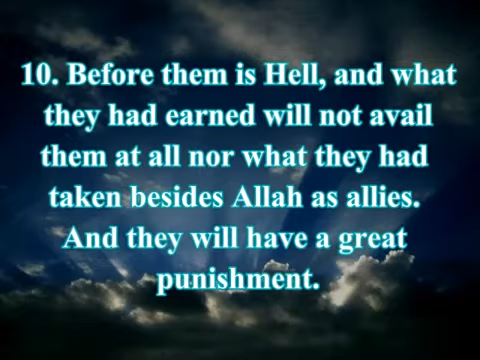 10. Before them is Hell, and what
they had earned will not avail
them at all nor what they had
taken besides Allah as allies.
And they will have a great
punishment.